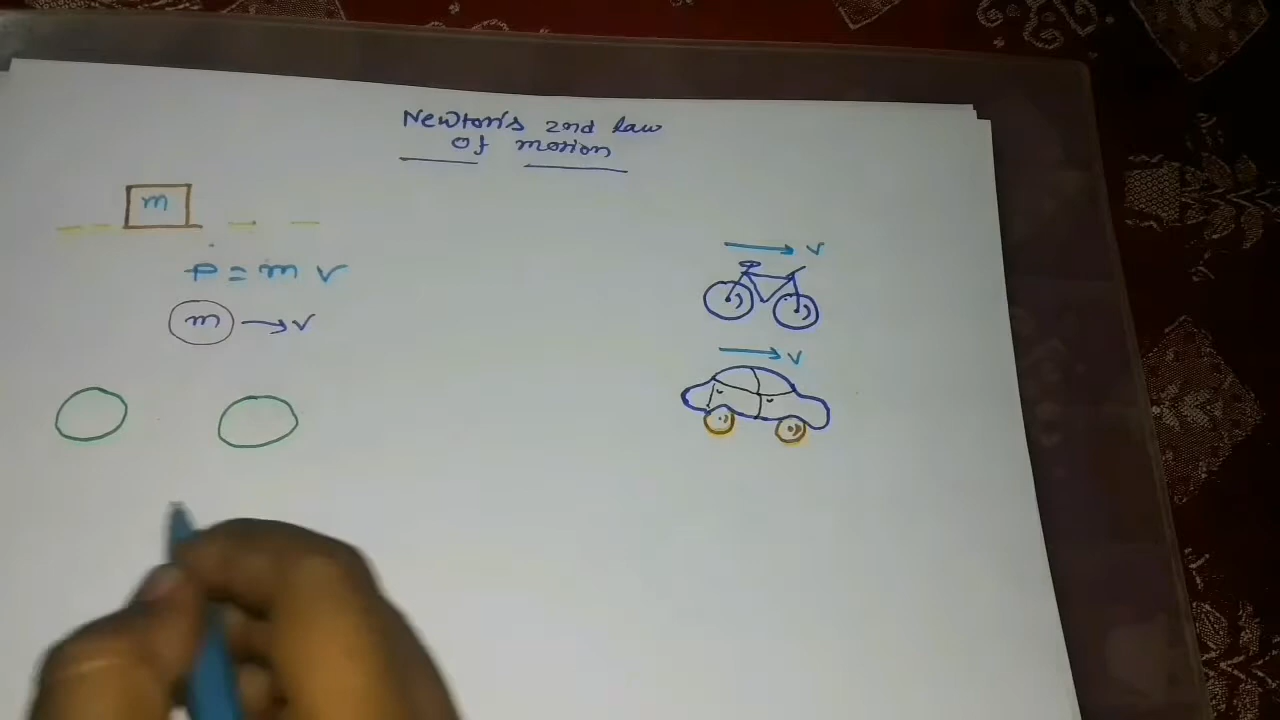 Newton's 2nd law
of motion
m
P = m v
m → v
→ v
→ v